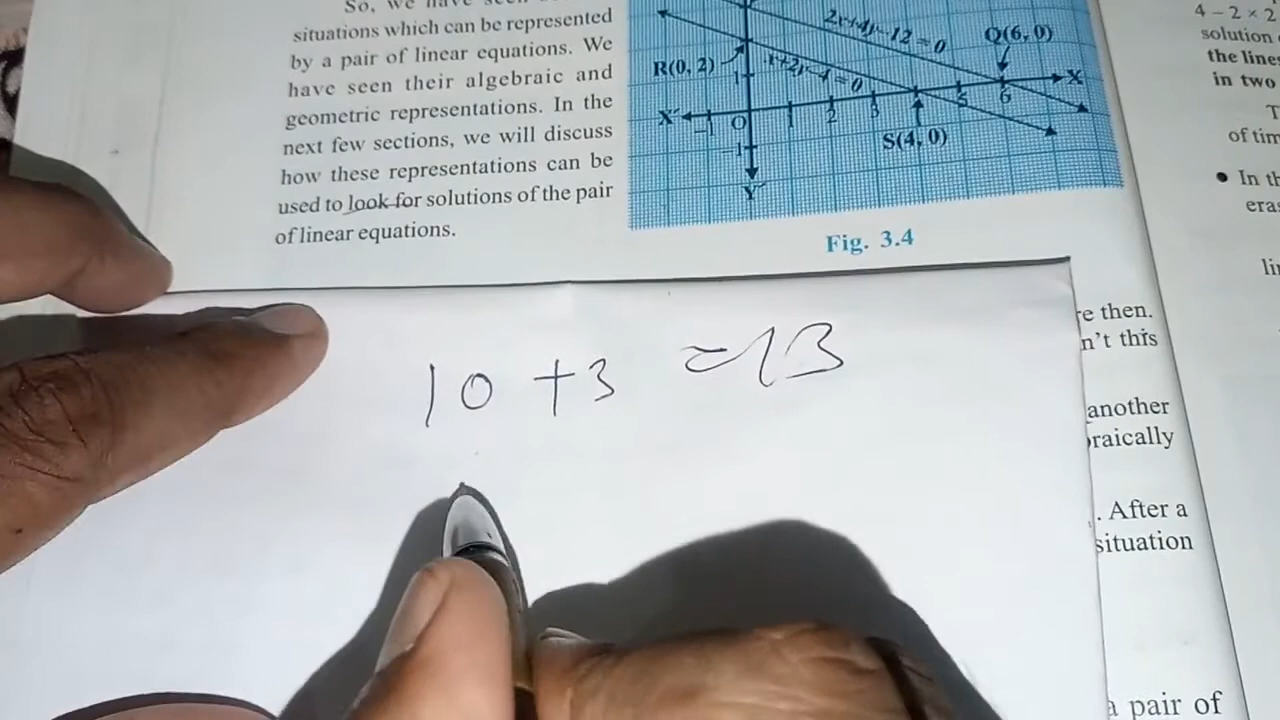 So, we have seen
situations which can be represented
by a pair of linear equations. We
have seen their algebraic and
geometric representations. In the
next few sections, we will discuss
how these representations can be
used to look for solutions of the pair
of linear equations.
2x+4y-12=0
Q(6, 0)
R(0, 2)
x+2y-4=0
1
X
X′
-1
O
1
2
3
5
6
S(4, 0)
-1
Y′
Fig. 3.4
10 + 3 = 13
4 – 2 × 2
solution
the lines
in two
T
of tim
• In th
eras
lin
re then.
n't this
another
braically
. After a
situation
a pair of